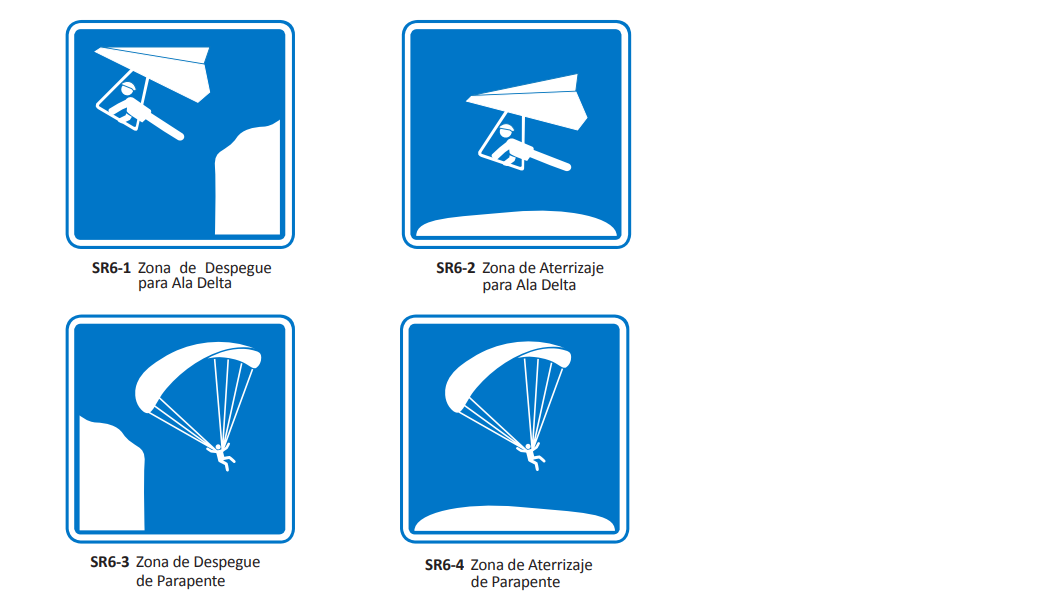 SR6-1 Zona de Despegue
para Ala Delta
SR6-2 Zona de Aterrizaje
para Ala Delta
SR6-3 Zona de Despegue
de Parapente
SR6-4 Zona de Aterrizaje
de Parapente